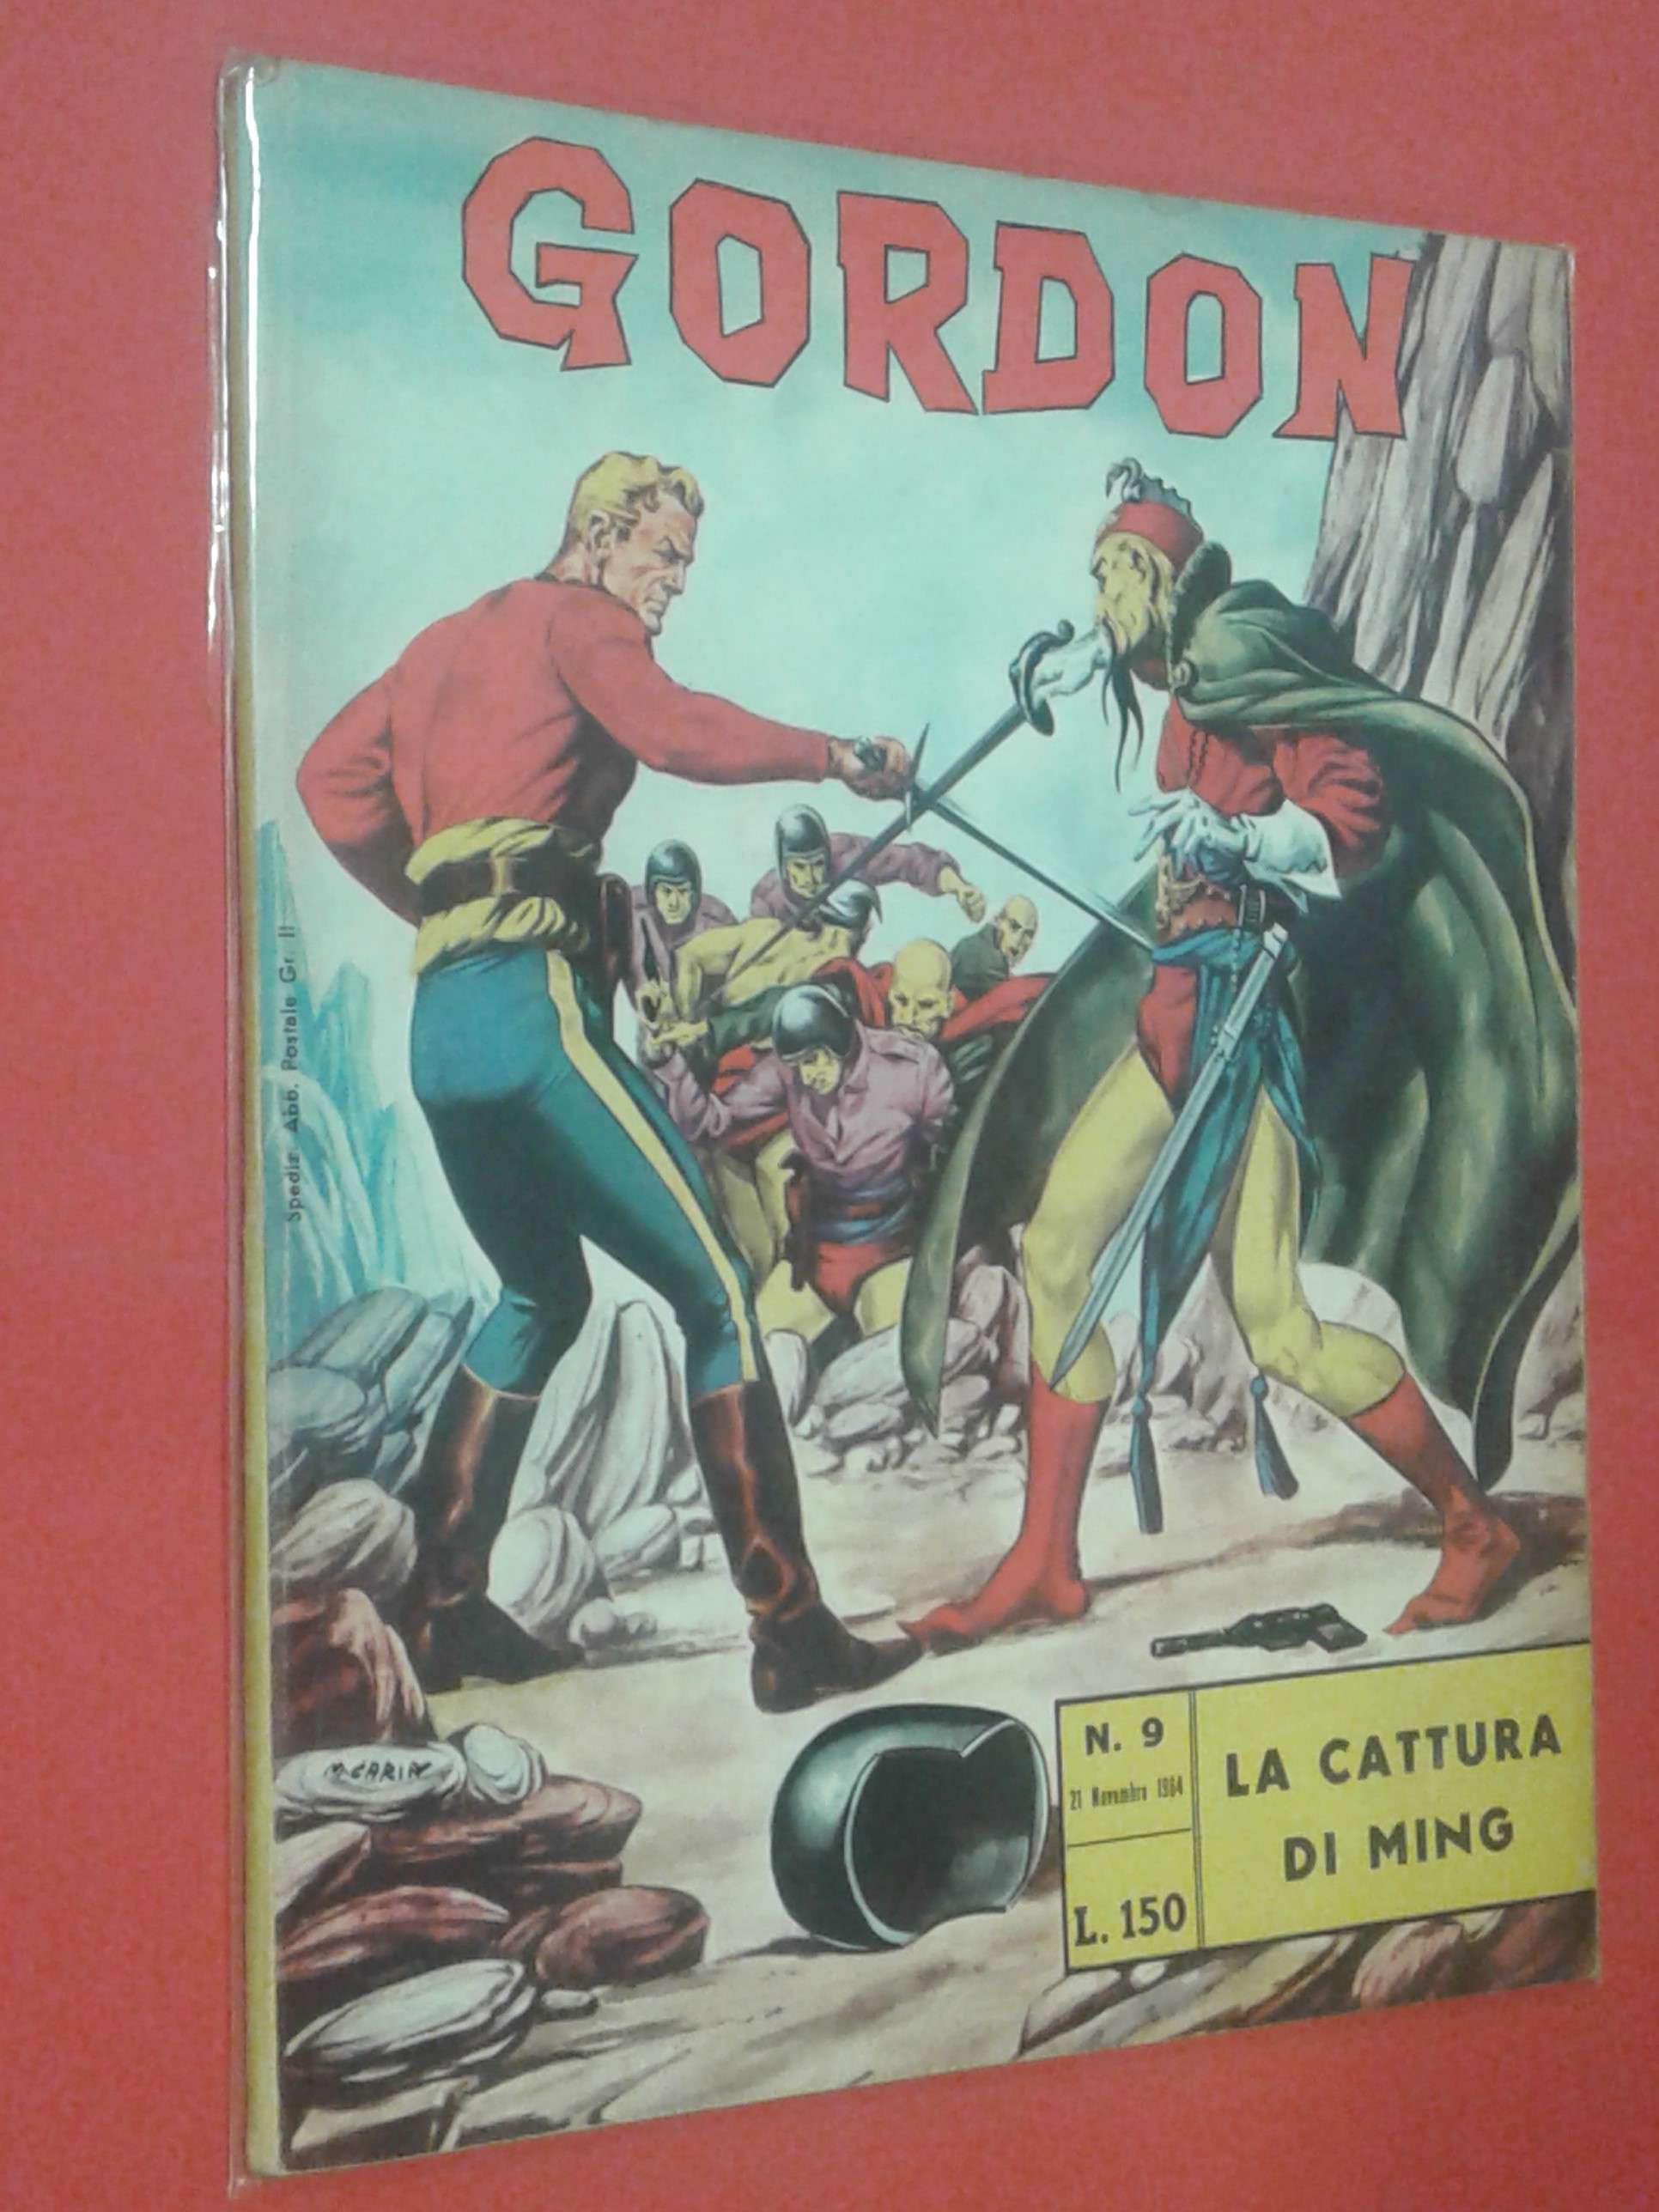 GORDON
Spediz. Abb. Postale Gr. II
N. 9
21 Novembre 1964
L. 150
LA CATTURA
DI MING